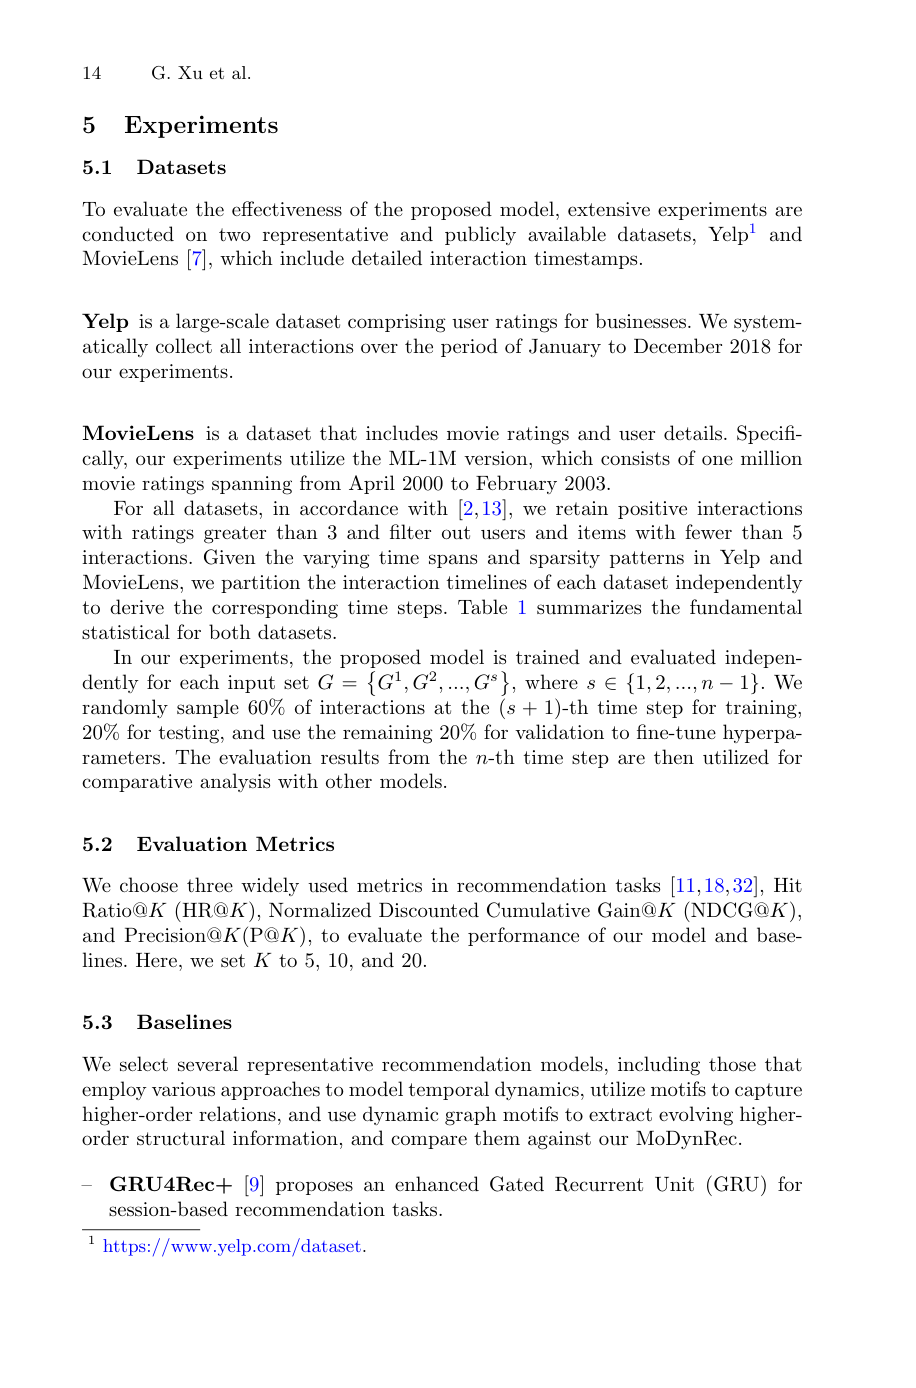 14 G. Xu et al.
5 Experiments
5.1 Datasets
To evaluate the effectiveness of the proposed model, extensive experiments are
conducted on two representative and publicly available datasets, Yelp1 and
MovieLens [7], which include detailed interaction timestamps.
Yelp is a large-scale dataset comprising user ratings for businesses. We system-
atically collect all interactions over the period of January to December 2018 for
our experiments.
MovieLens is a dataset that includes movie ratings and user details. Specifi-
cally, our experiments utilize the ML-1M version, which consists of one million
movie ratings spanning from April 2000 to February 2003.
For all datasets, in accordance with [2,13], we retain positive interactions
with ratings greater than 3 and filter out users and items with fewer than 5
interactions. Given the varying time spans and sparsity patterns in Yelp and
MovieLens, we partition the interaction timelines of each dataset independently
to derive the corresponding time steps. Table 1 summarizes the fundamental
statistical for both datasets.
In our experiments, the proposed model is trained and evaluated indepen-
dently for each input set G = {G^1, G^2, ..., G^s}, where s ∈ {1, 2, ..., n − 1}. We
randomly sample 60% of interactions at the (s + 1)-th time step for training,
20% for testing, and use the remaining 20% for validation to fine-tune hyperpa-
rameters. The evaluation results from the n-th time step are then utilized for
comparative analysis with other models.
5.2 Evaluation Metrics
We choose three widely used metrics in recommendation tasks [11,18,32], Hit
Ratio@K (HR@K), Normalized Discounted Cumulative Gain@K (NDCG@K),
and Precision@K(P@K), to evaluate the performance of our model and base-
lines. Here, we set K to 5, 10, and 20.
5.3 Baselines
We select several representative recommendation models, including those that
employ various approaches to model temporal dynamics, utilize motifs to capture
higher-order relations, and use dynamic graph motifs to extract evolving higher-
order structural information, and compare them against our MoDynRec.
– GRU4Rec+ [9] proposes an enhanced Gated Recurrent Unit (GRU) for
session-based recommendation tasks.
1 https://www.yelp.com/dataset.